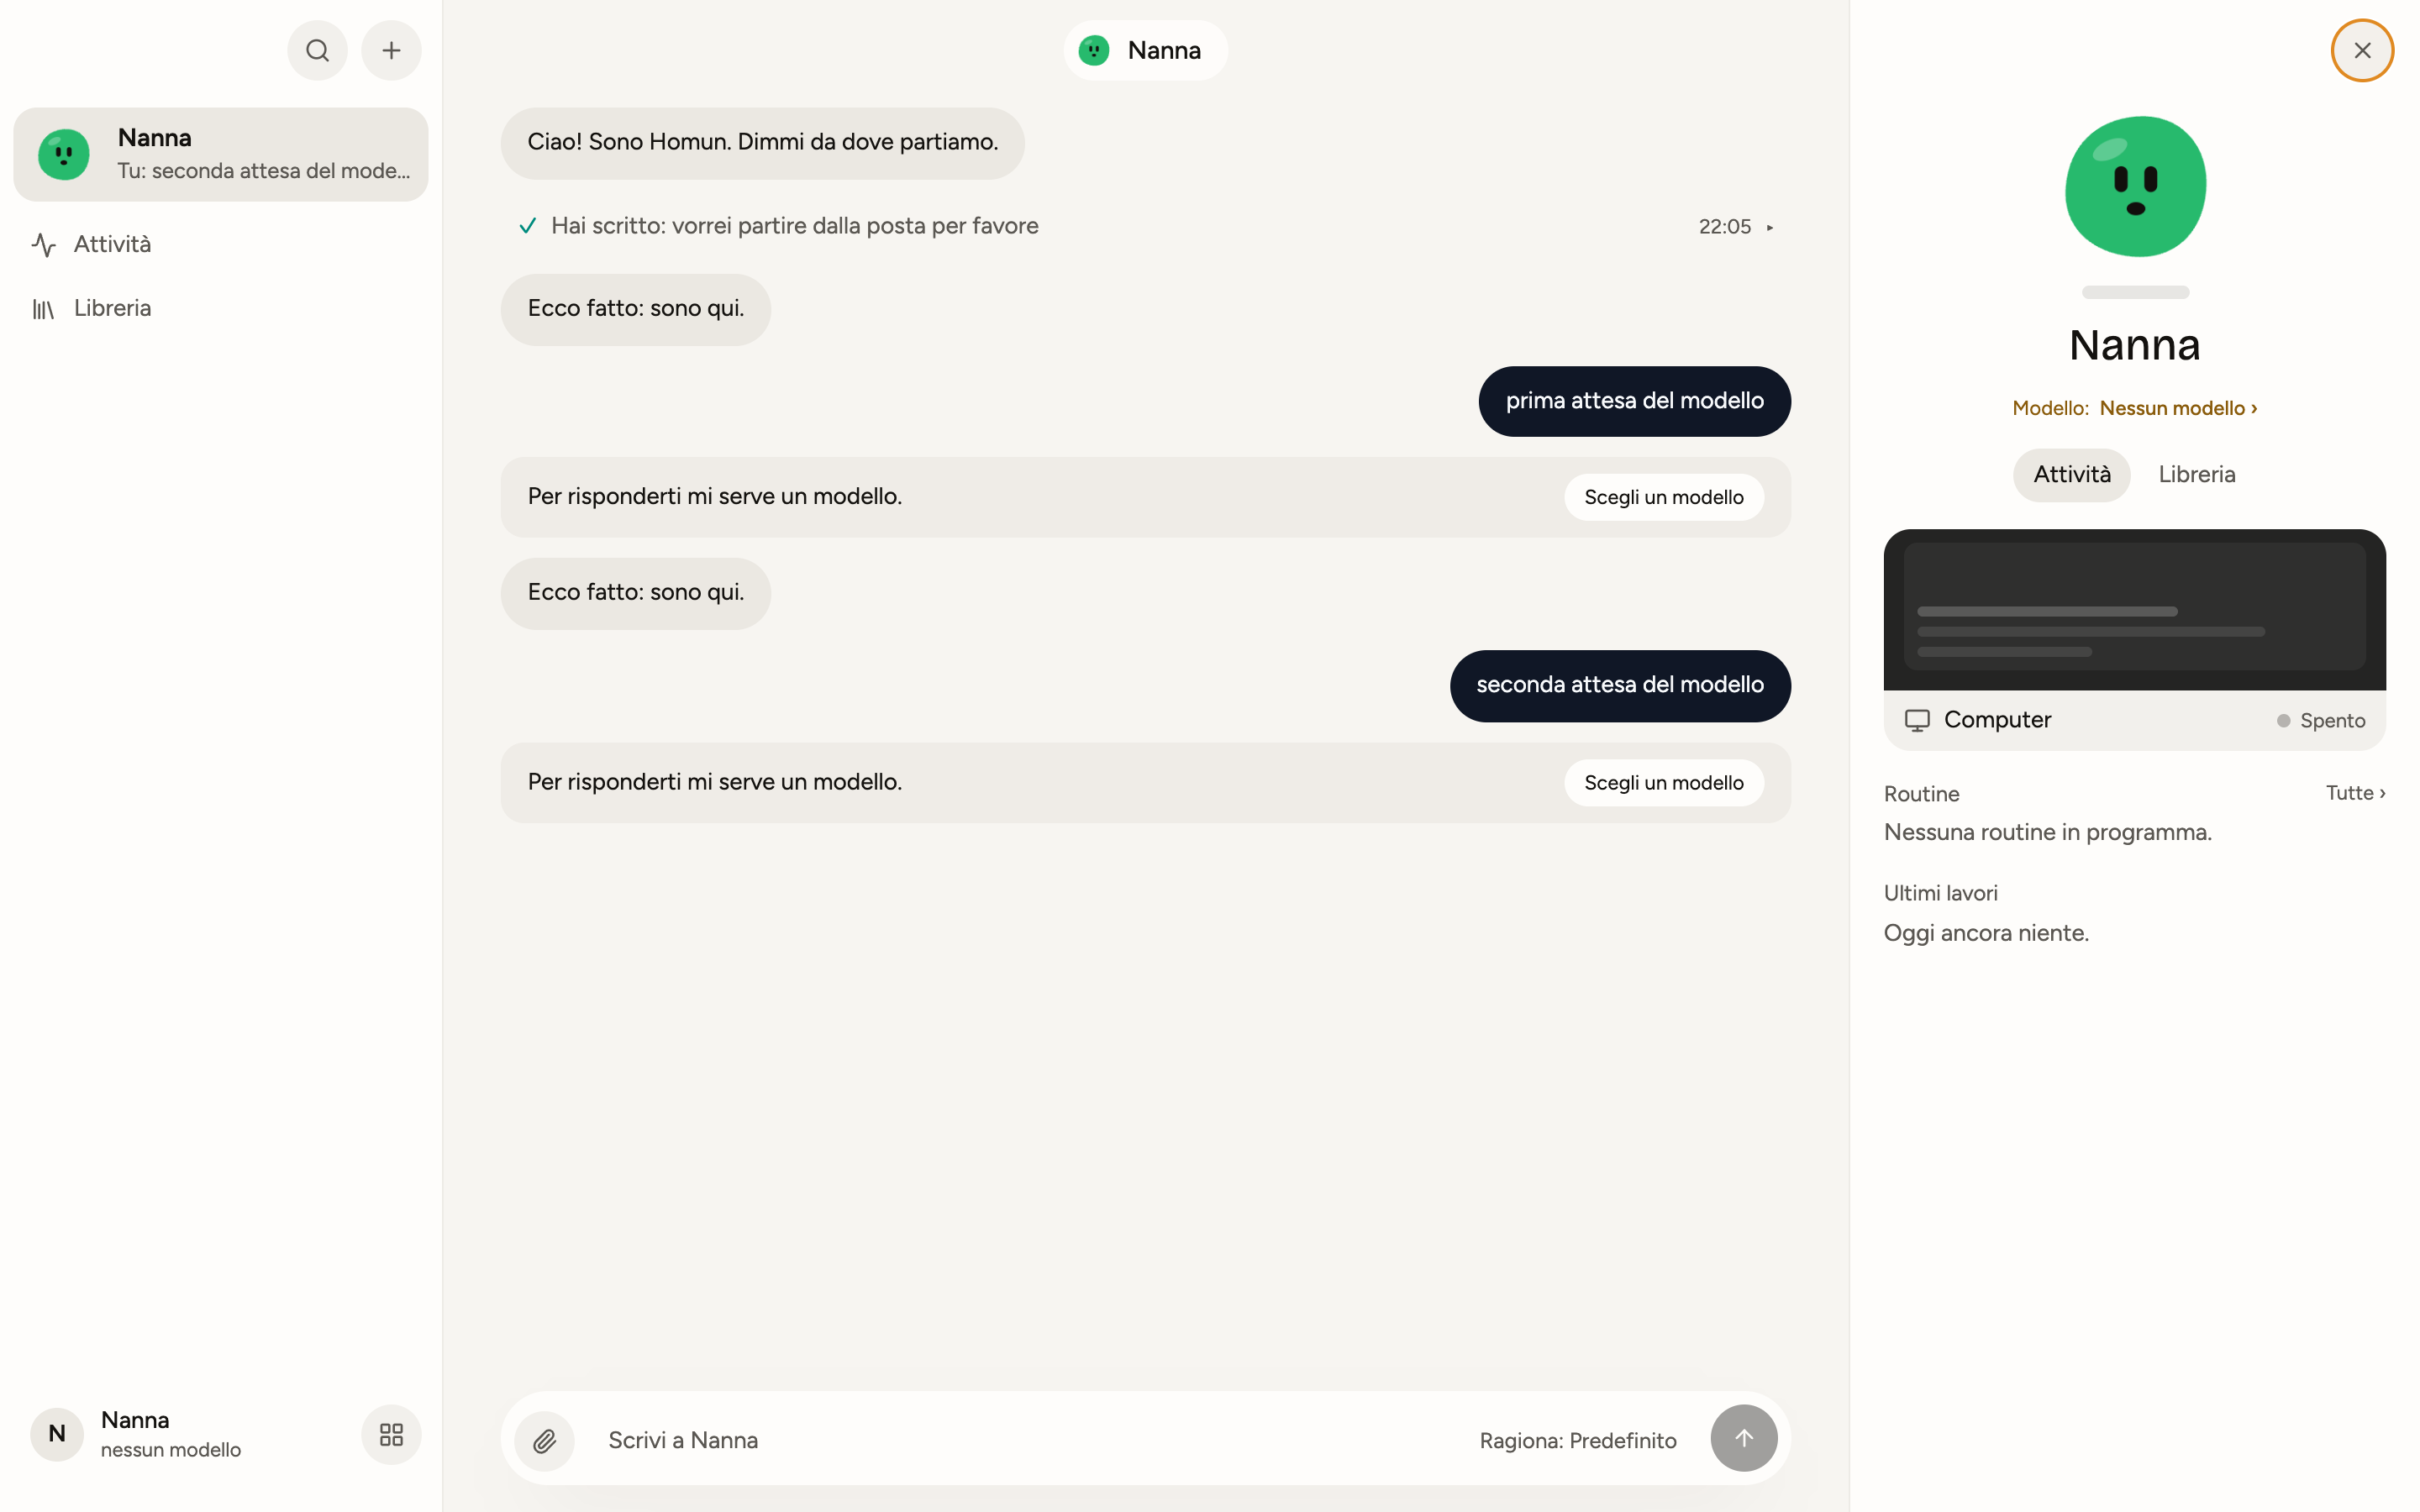 Nanna
Tu: seconda attesa del mode...
Attività
Libreria
N
Nanna
nessun modello
Nanna
Ciao! Sono Homun. Dimmi da dove partiamo.
Hai scritto: vorrei partire dalla posta per favore
22:05
Ecco fatto: sono qui.
prima attesa del modello
Per risponderti mi serve un modello.
Scegli un modello
Ecco fatto: sono qui.
seconda attesa del modello
Per risponderti mi serve un modello.
Scegli un modello
Scrivi a Nanna
Ragiona: Predefinito
Nanna
Modello: Nessun modello ›
Attività
Libreria
Computer
Spento
Routine
Tutte ›
Nessuna routine in programma.
Ultimi lavori
Oggi ancora niente.